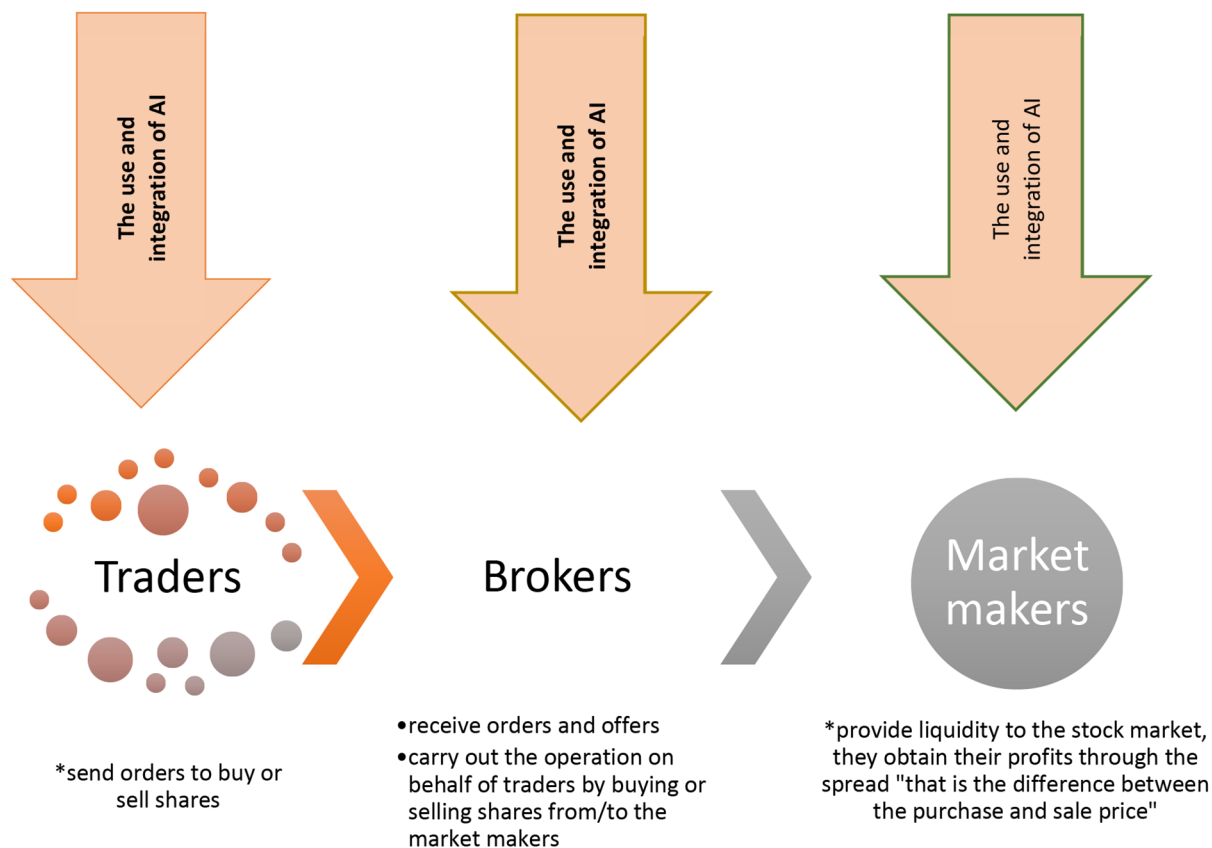 The use and
integration of AI
The use and
integration of AI
The use and
integration of AI
Traders
Brokers
Market
makers
*send orders to buy or
sell shares
•receive orders and offers
•carry out the operation on
behalf of traders by buying or
selling shares from/to the
market makers
*provide liquidity to the stock market,
they obtain their profits through the
spread "that is the difference between
the purchase and sale price"